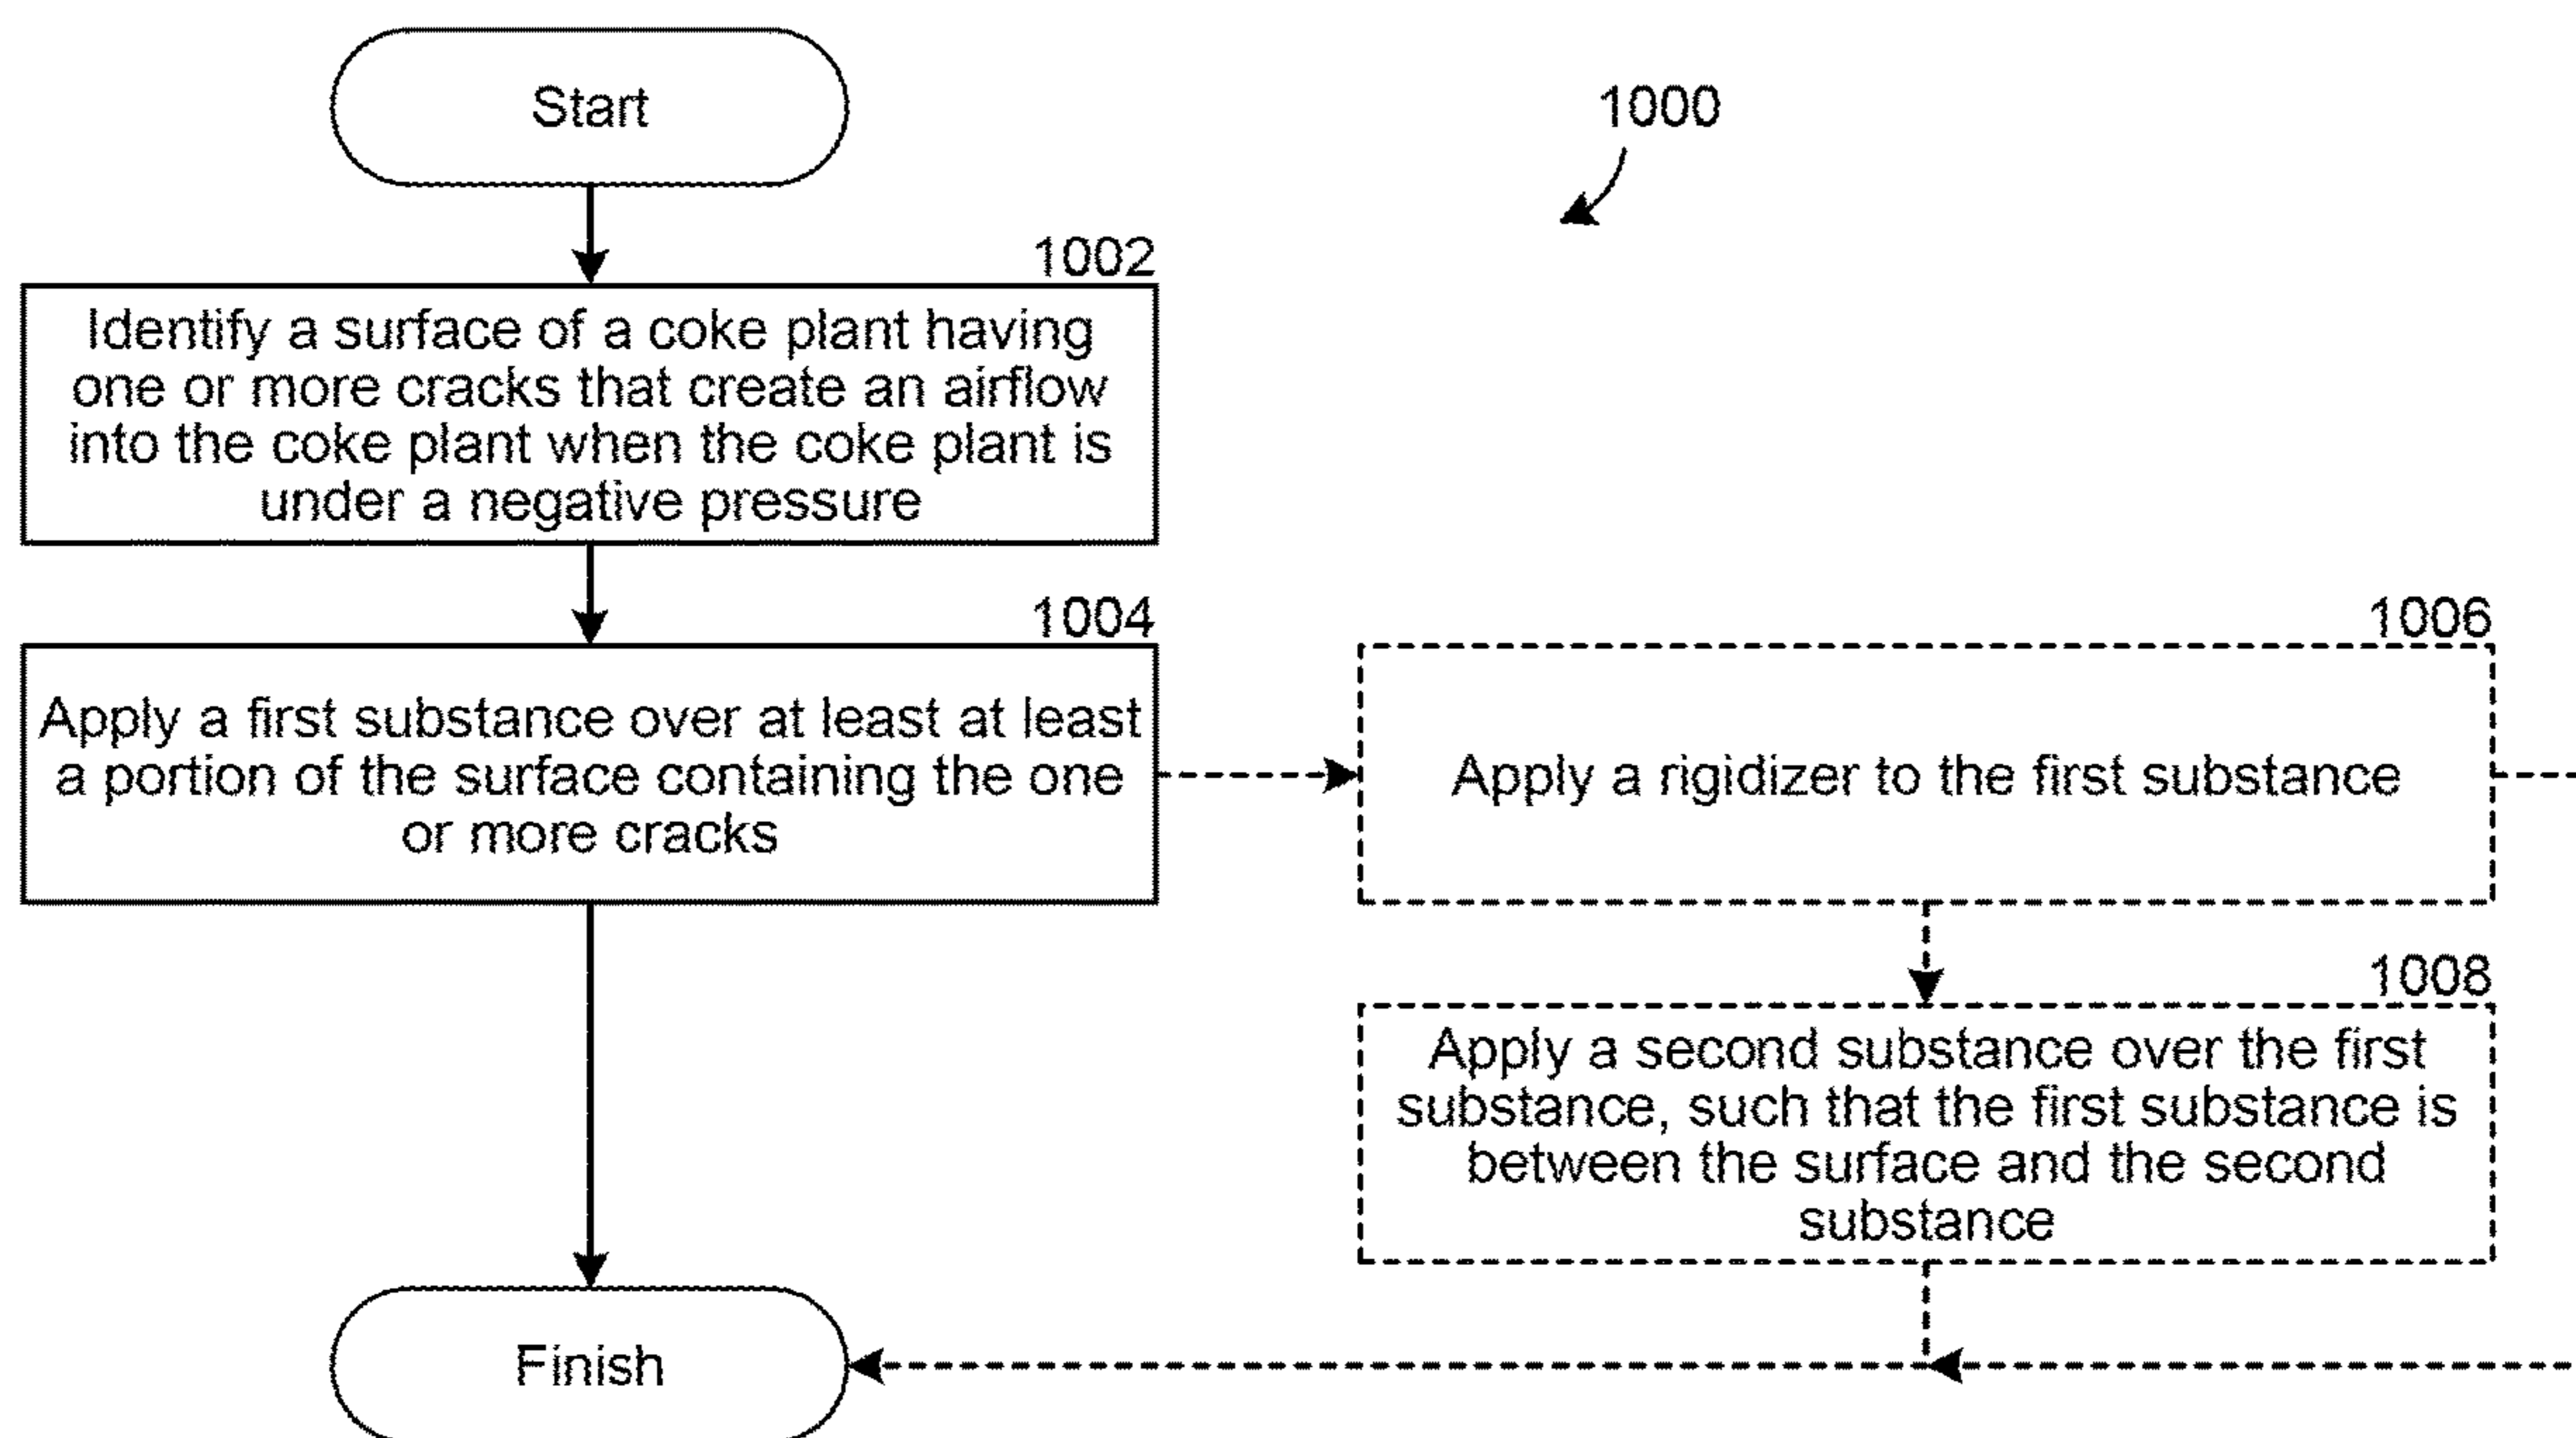 Start
1000
1002
Identify a surface of a coke plant having
one or more cracks that create an airflow
into the coke plant when the coke plant is
under a negative pressure
1004
Apply a first substance over at least at least
a portion of the surface containing the one
or more cracks
1006
Apply a rigidizer to the first substance
1008
Apply a second substance over the first
substance, such that the first substance is
between the surface and the second
substance
Finish